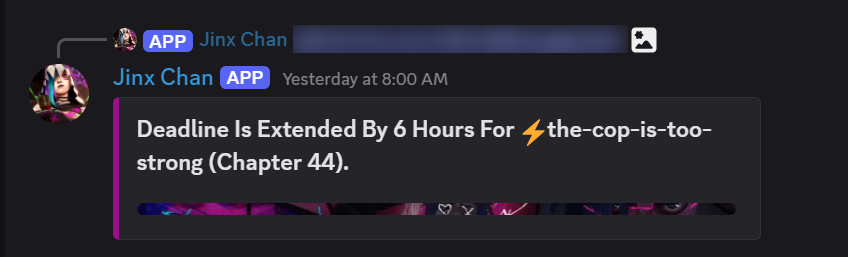 APP Jinx Chan
Jinx Chan APP Yesterday at 8:00 AM
Deadline Is Extended By 6 Hours For ⚡the-cop-is-too-
strong (Chapter 44).